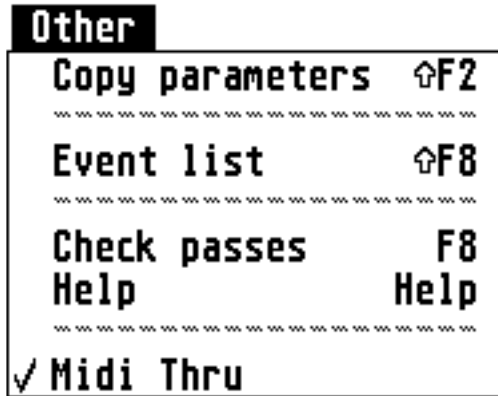 Other
Copy parameters ⇧F2
Event list ⇧F8
Check passes F8
Help Help
✓ Midi Thru